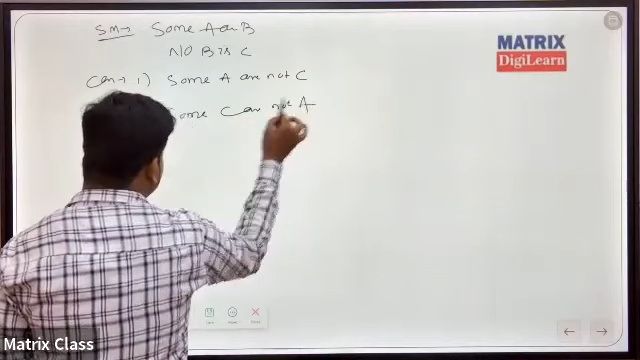 SM→ Some A are B
MATRIX
DigiLearn
NO B is C
Con→ 1) Some A are not C
Some C are not A
Matrix Class